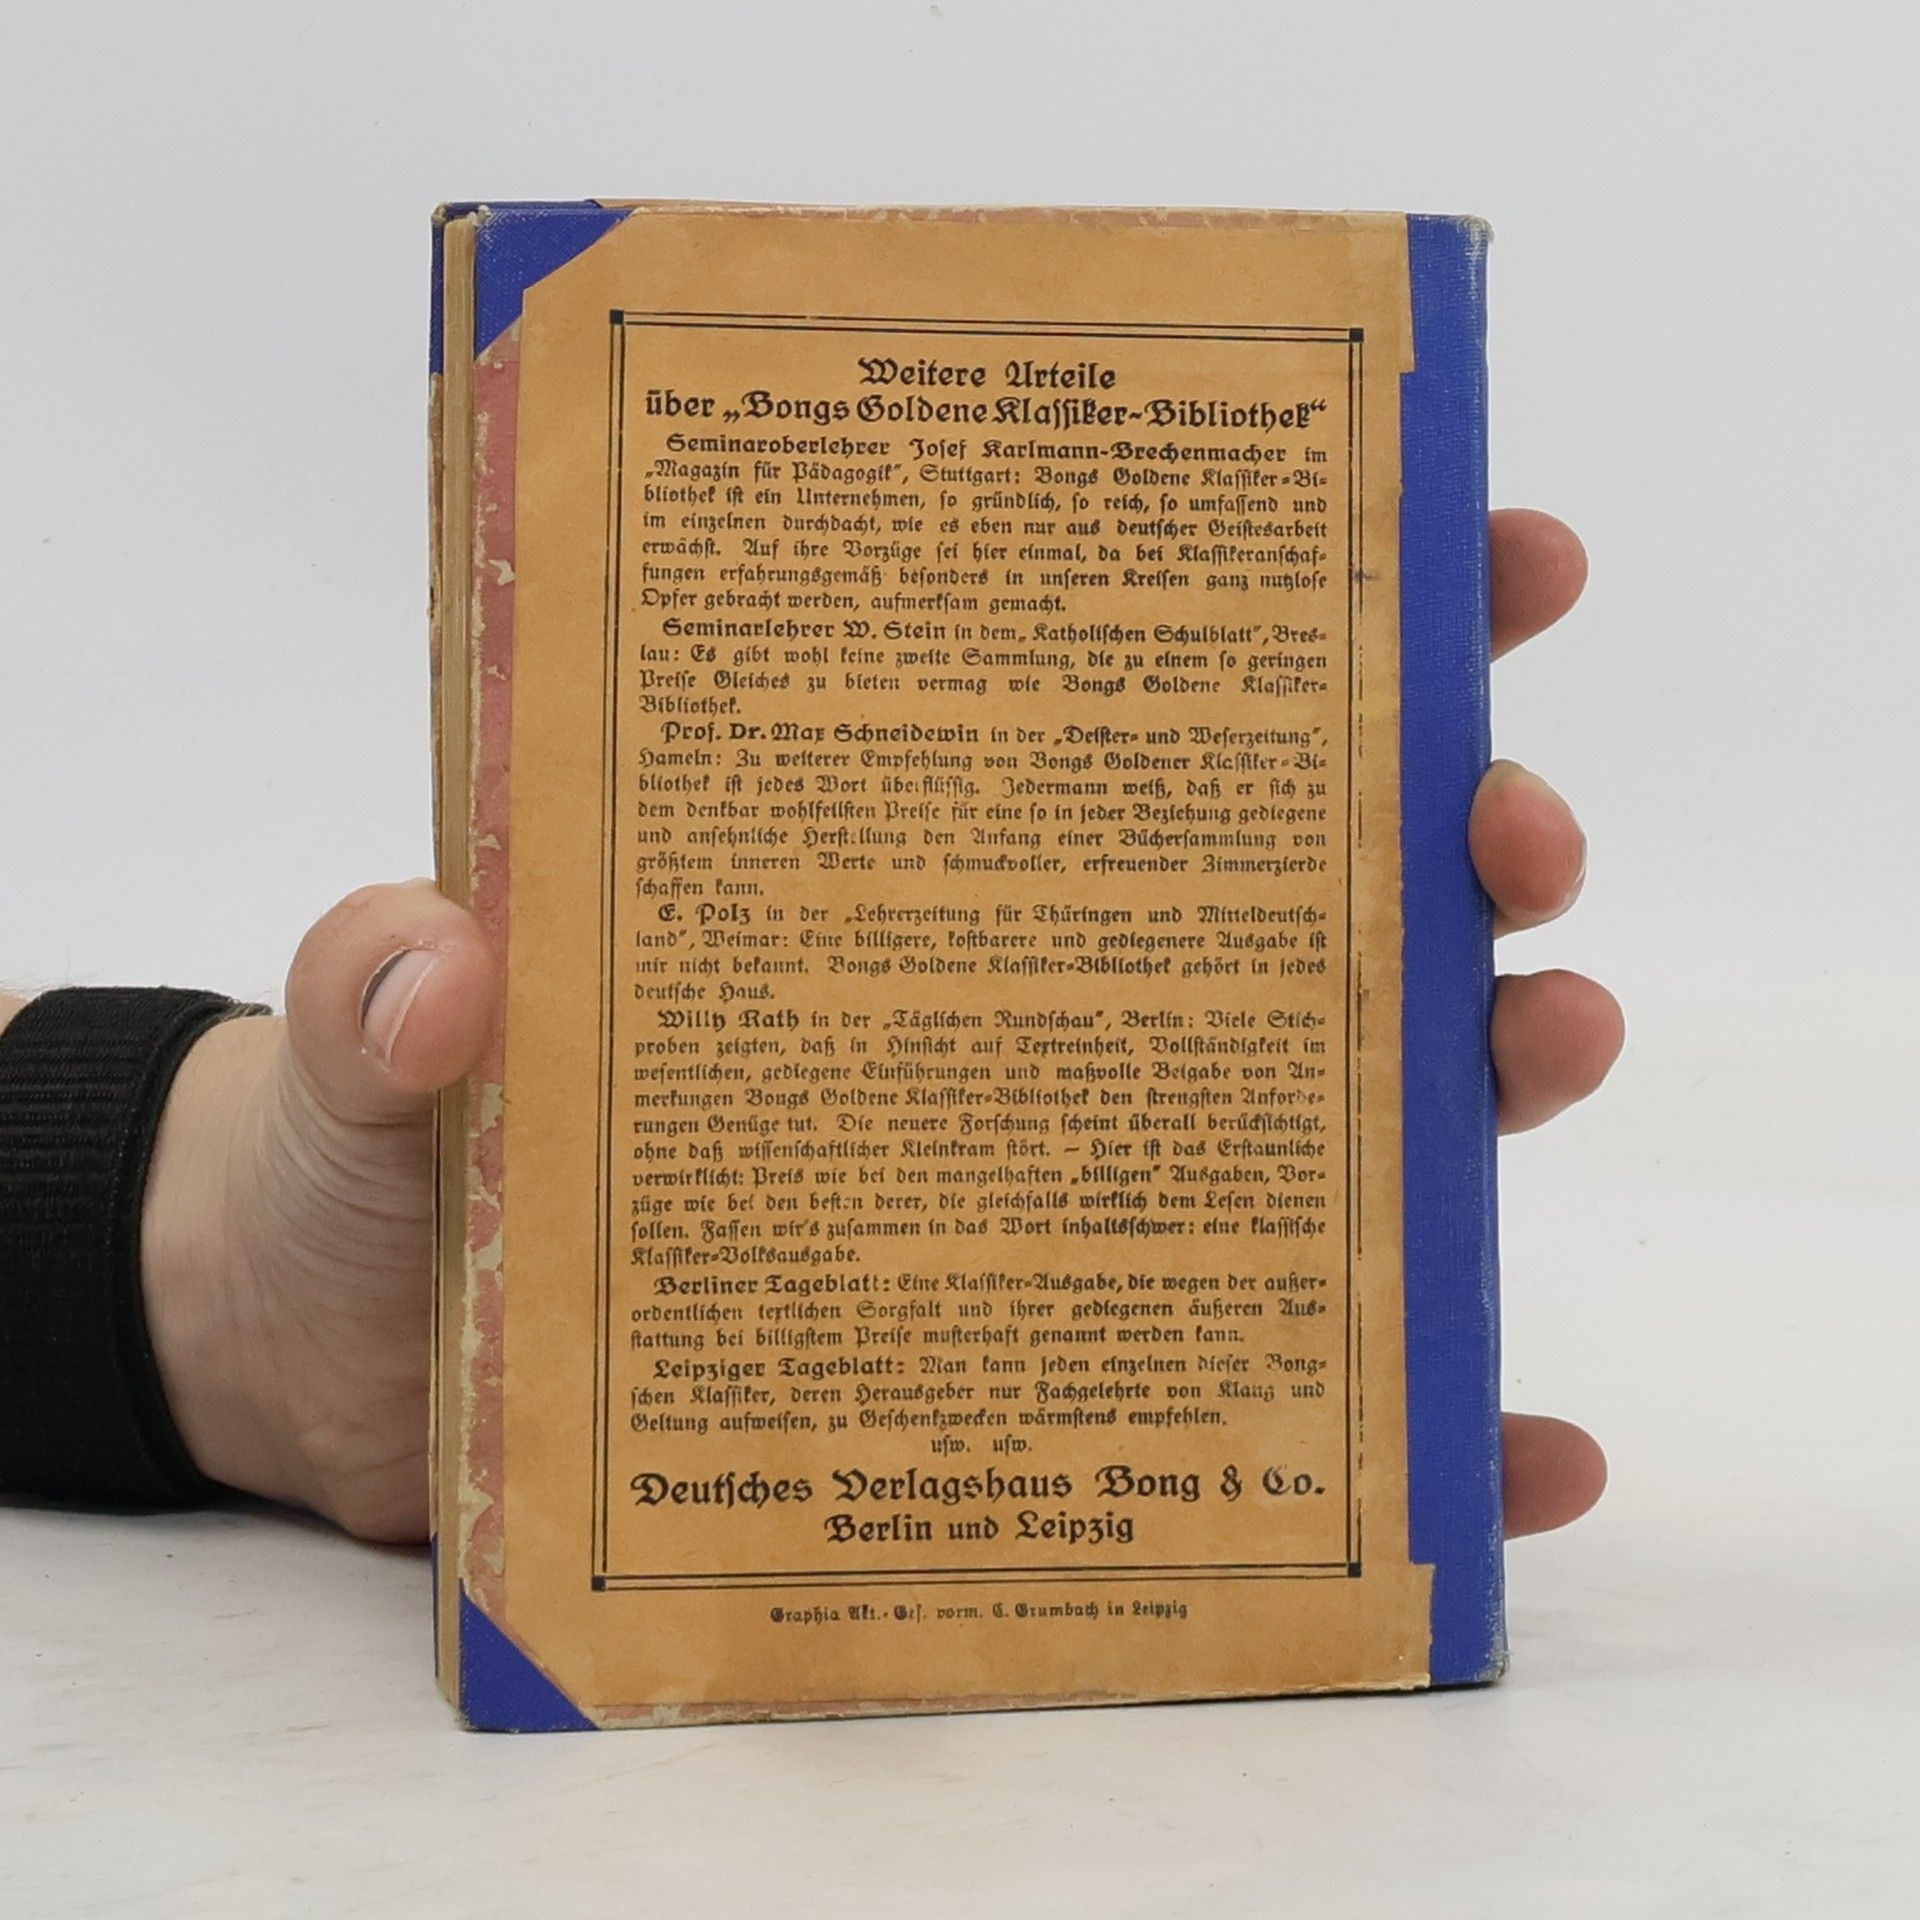 Weitere Urteile
über „Bongs Goldene Klassiker-Bibliothek“
Seminaroberlehrer Josef Karlmann-Brechenmacher im
„Magazin für Pädagogik“, Stuttgart: Bongs Goldene Klassiker-Bi-
bliothek ist ein Unternehmen, so gründlich, so reich, so umfassend und
im einzelnen durchdacht, wie es eben nur aus deutscher Geistesarbeit
erwächst. Auf ihre Vorzüge sei hier einmal, da bei Klassikeranschaf-
fungen erfahrungsgemäß besonders in unseren Kreisen ganz nutzlose
Opfer gebracht werden, aufmerksam gemacht.
Seminarlehrer W. Stein in dem „Katholischen Schulblatt“, Bres-
lau: Es gibt wohl keine zweite Sammlung, die zu einem so geringen
Preise Gleiches zu bieten vermag wie Bongs Goldene Klassiker-
Bibliothek.
Prof. Dr. Max Schneidewin in der „Deister- und Weserzeitung“,
Hameln: Zu weiterer Empfehlung von Bongs Goldener Klassiker-Bi-
bliothek ist jedes Wort überflüssig. Jedermann weiß, daß er sich zu
dem denkbar wohlfeilsten Preise für eine so in jeder Beziehung gediegene
und ansehnliche Herstellung den Anfang einer Büchersammlung von
größtem inneren Werte und schmuckvoller, erfreuender Zimmerzierde
schaffen kann.
E. Polz in der „Lehrerzeitung für Thüringen und Mitteldeutsch-
land“, Weimar: Eine billigere, kostbarere und gediegenere Ausgabe ist
mir nicht bekannt. Bongs Goldene Klassiker-Bibliothek gehört in jedes
deutsche Haus.
Willy Rath in der „Täglichen Rundschau“, Berlin: Viele Stich-
proben zeigten, daß in Hinsicht auf Textreinheit, Vollständigkeit im
wesentlichen, gediegene Einführungen und maßvolle Beigabe von An-
merkungen Bongs Goldene Klassiker-Bibliothek den strengsten Anforde-
rungen Genüge tut. Die neuere Forschung scheint überall berücksichtigt,
ohne daß wissenschaftlicher Kleinkram stört. — Hier ist das Erstaunliche
verwirklicht: Preis wie bei den mangelhaften „billigen“ Ausgaben, Vor-
züge wie bei den besten derer, die gleichfalls wirklich dem Lesen dienen
sollen. Fassen wir's zusammen in das Wort inhaltsschwer: eine klassische
Klassiker-Volksausgabe.
Berliner Tageblatt: Eine Klassiker-Ausgabe, die wegen der außer-
ordentlichen textlichen Sorgfalt und ihrer gediegenen äußeren Aus-
stattung bei billigstem Preise musterhaft genannt werden kann.
Leipziger Tageblatt: Man kann jeden einzelnen dieser Bong-
schen Klassiker, deren Herausgeber nur Fachgelehrte von Klang und
Geltung aufweisen, zu Geschenkzwecken wärmstens empfehlen.
usw. usw.
Deutsches Verlagshaus Bong & Co.
Berlin und Leipzig
Graphia Akt.-Ges. vorm. C. Grumbach in Leipzig